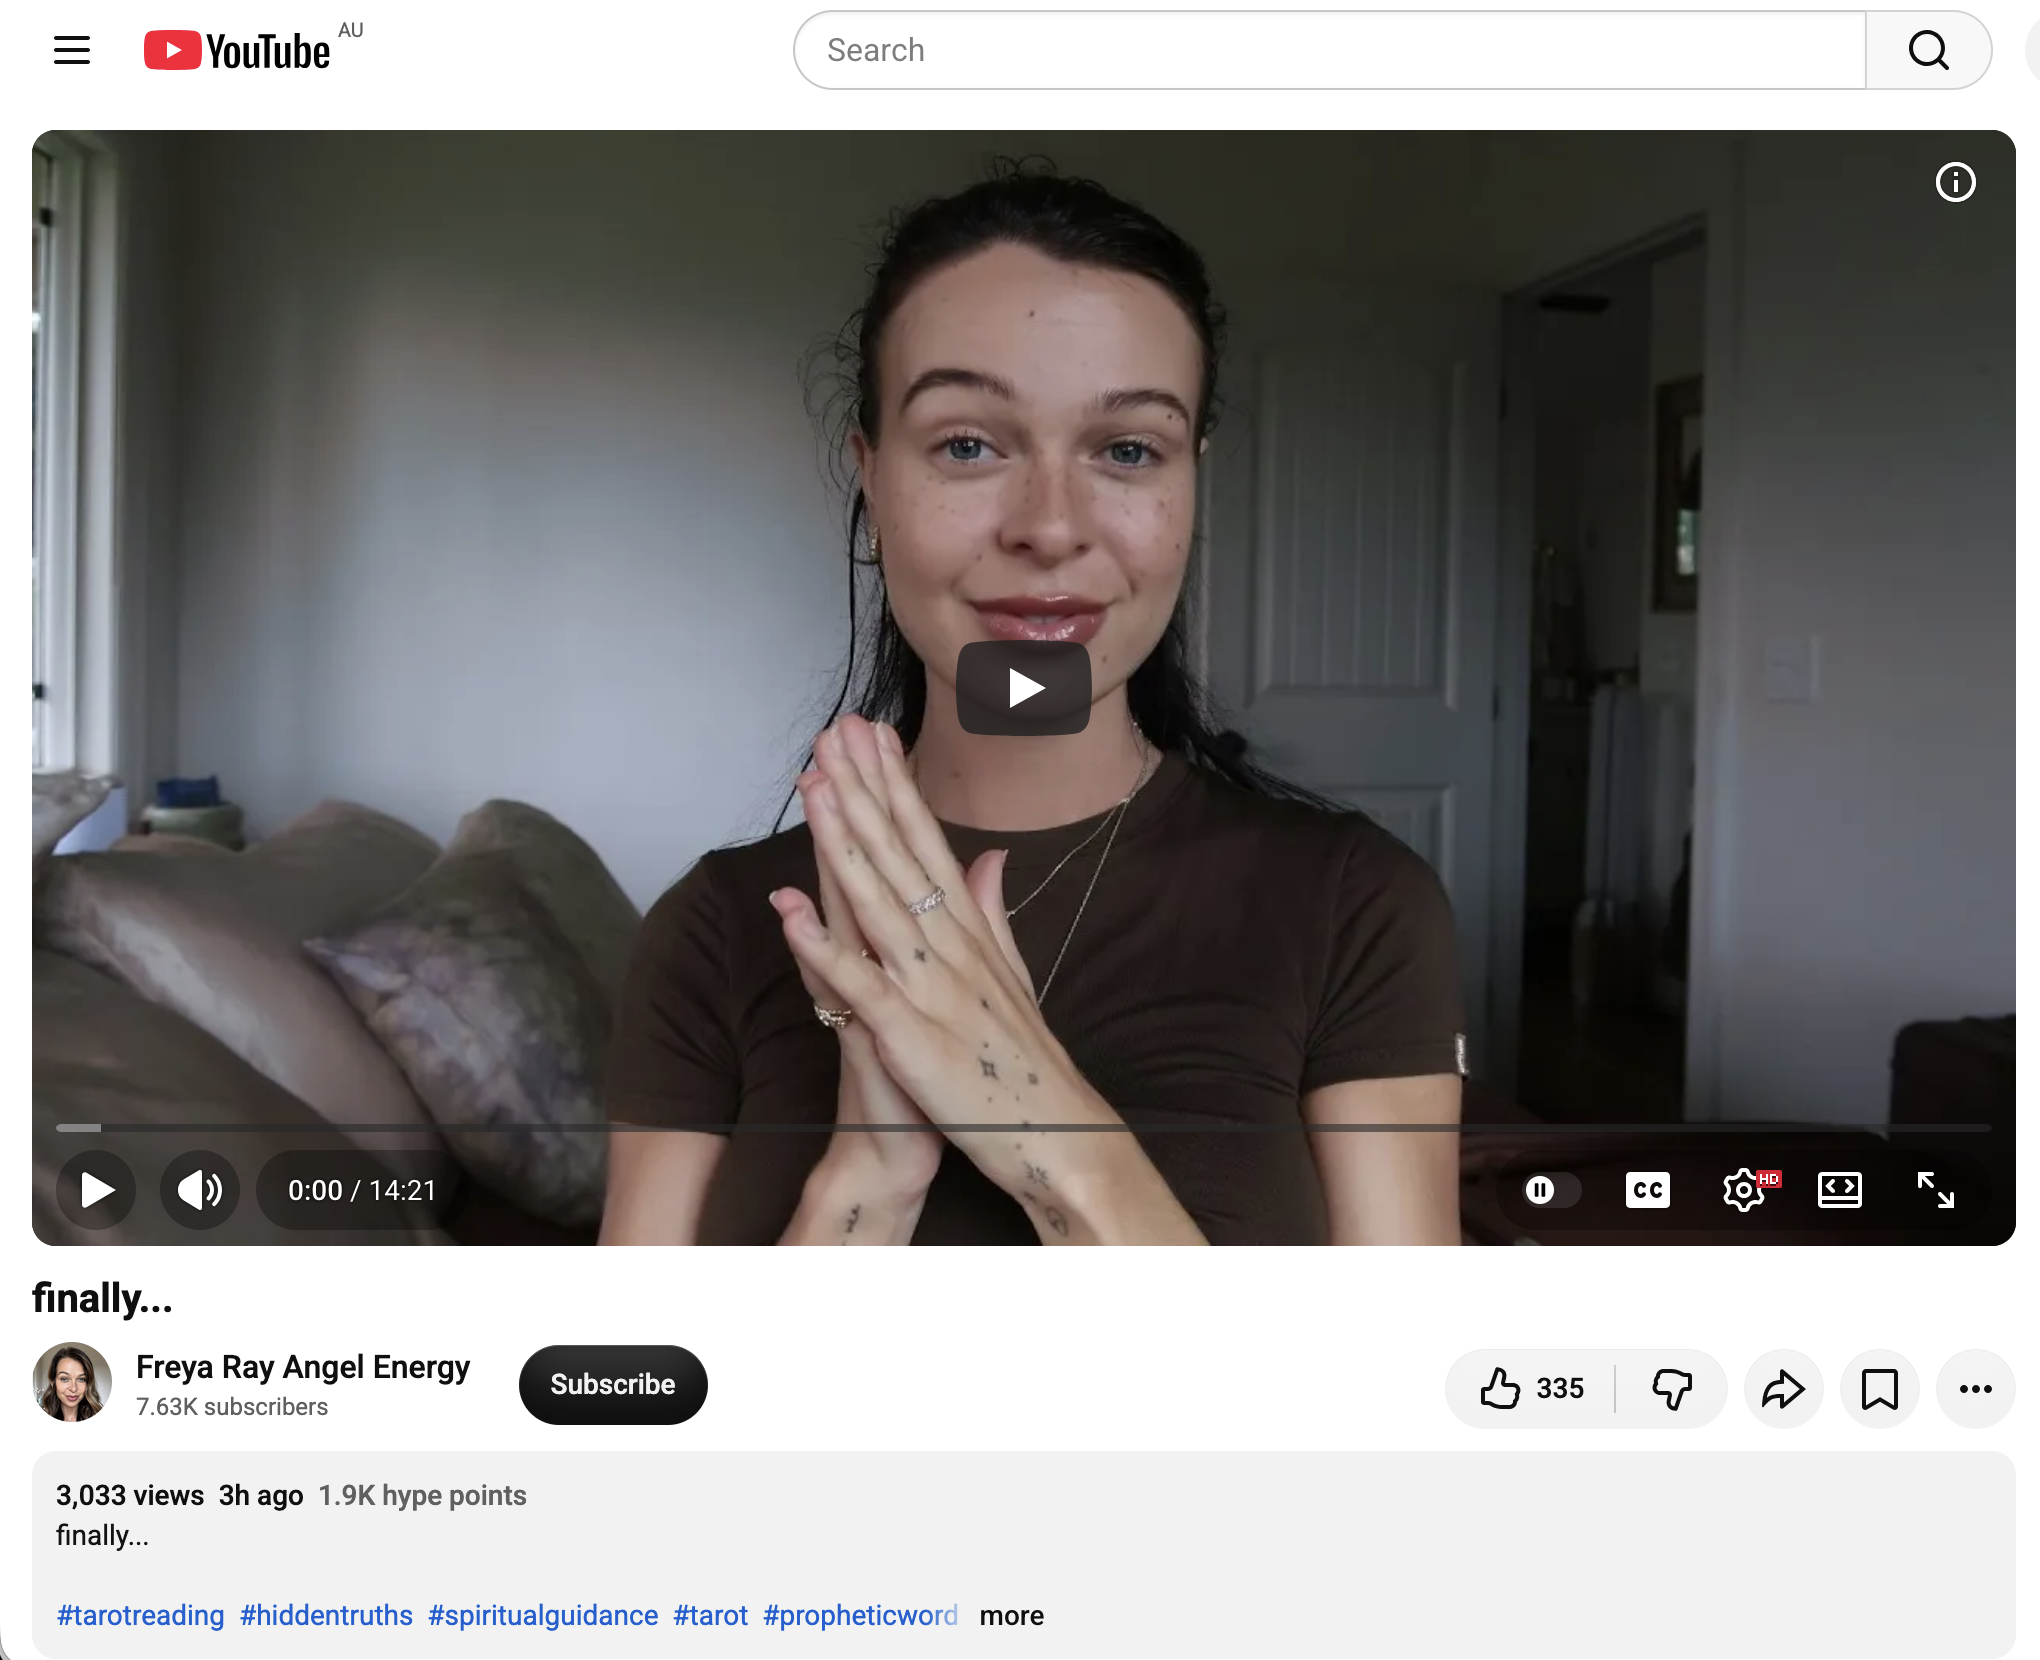 YouTube AU
Search
0:00 / 14:21
CC
HD
finally...
Freya Ray Angel Energy
7.63K subscribers
Subscribe
335
3,033 views 3h ago 1.9K hype points
finally...
#tarotreading #hiddentruths #spiritualguidance #tarot #propheticword more